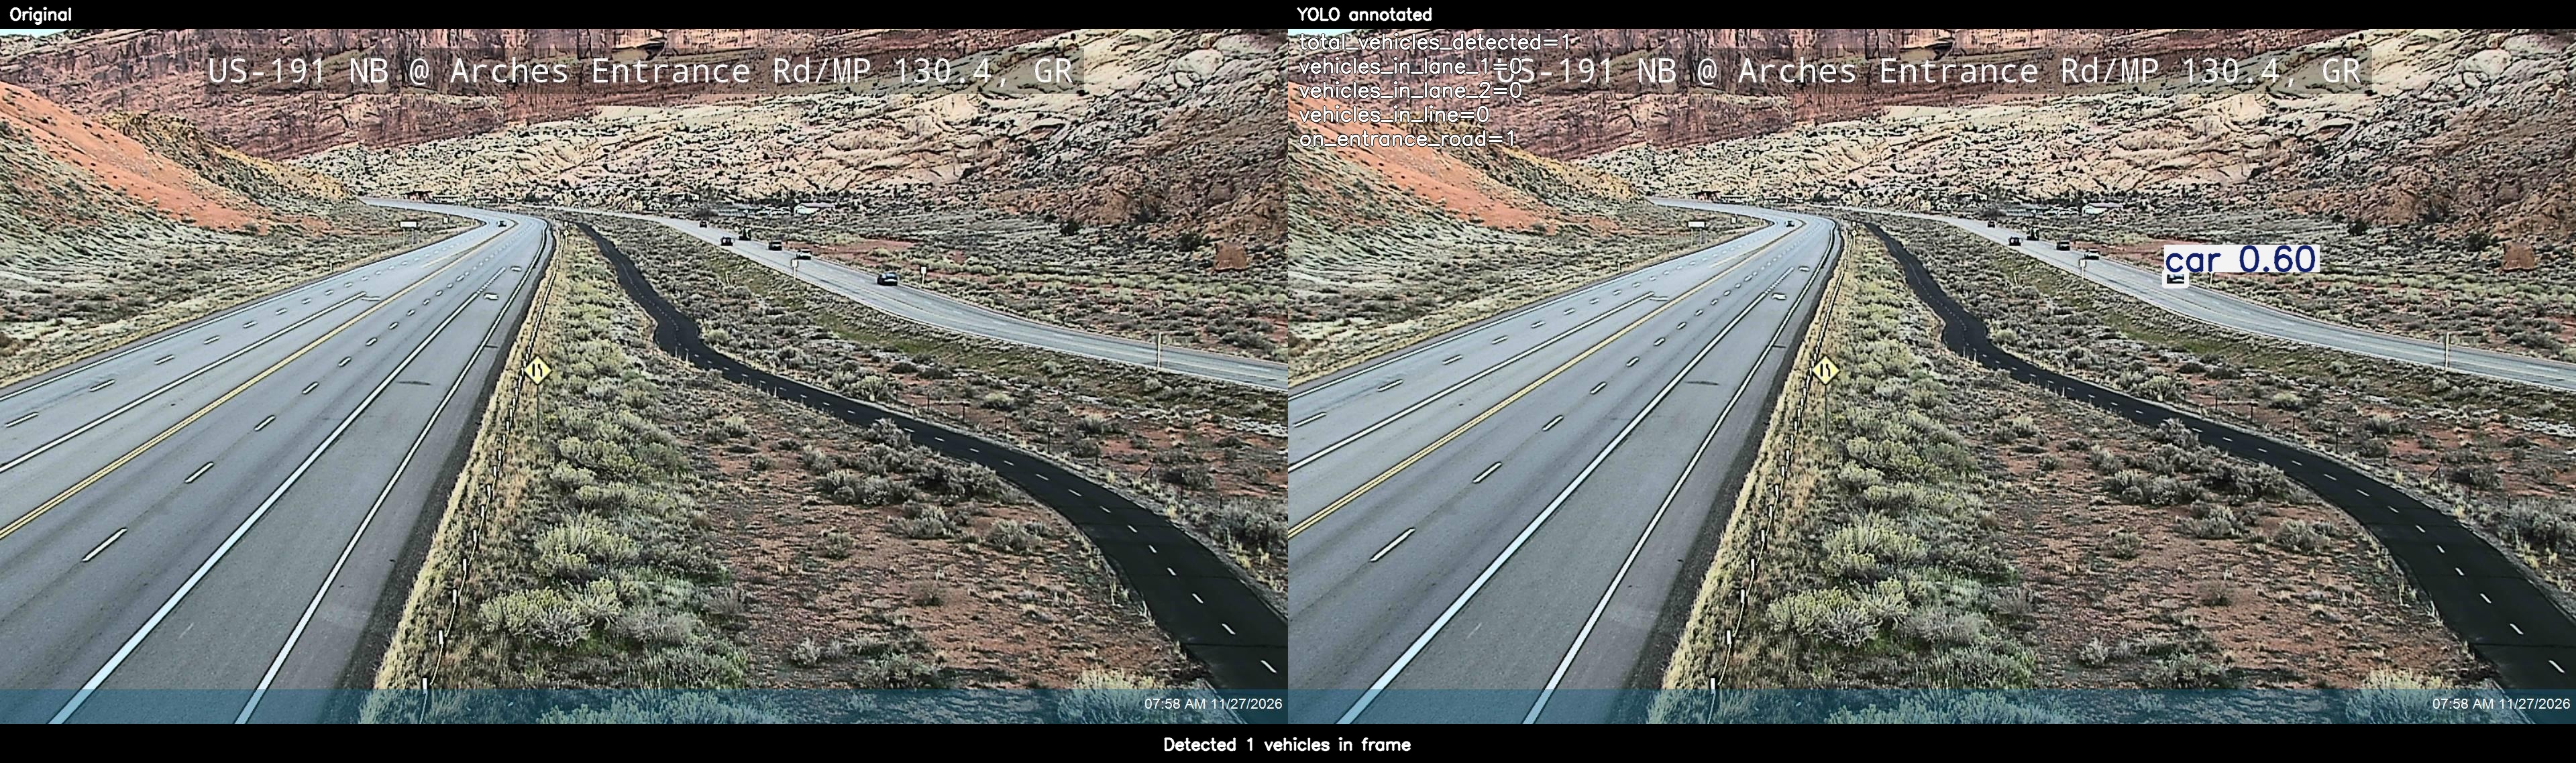 Original
YOLO annotated
US-191 NB @ Arches Entrance Rd/MP 130.4, GR
total_vehicles_detected=1
US-191 NB @ Arches Entrance Rd/MP 130.4, GR
vehicles_in_lane_1=0
vehicles_in_lane_2=0
vehicles_in_line=0
on_entrance_road=1
car 0.60
07:58 AM 11/27/2026
07:58 AM 11/27/2026
Detected 1 vehicles in frame